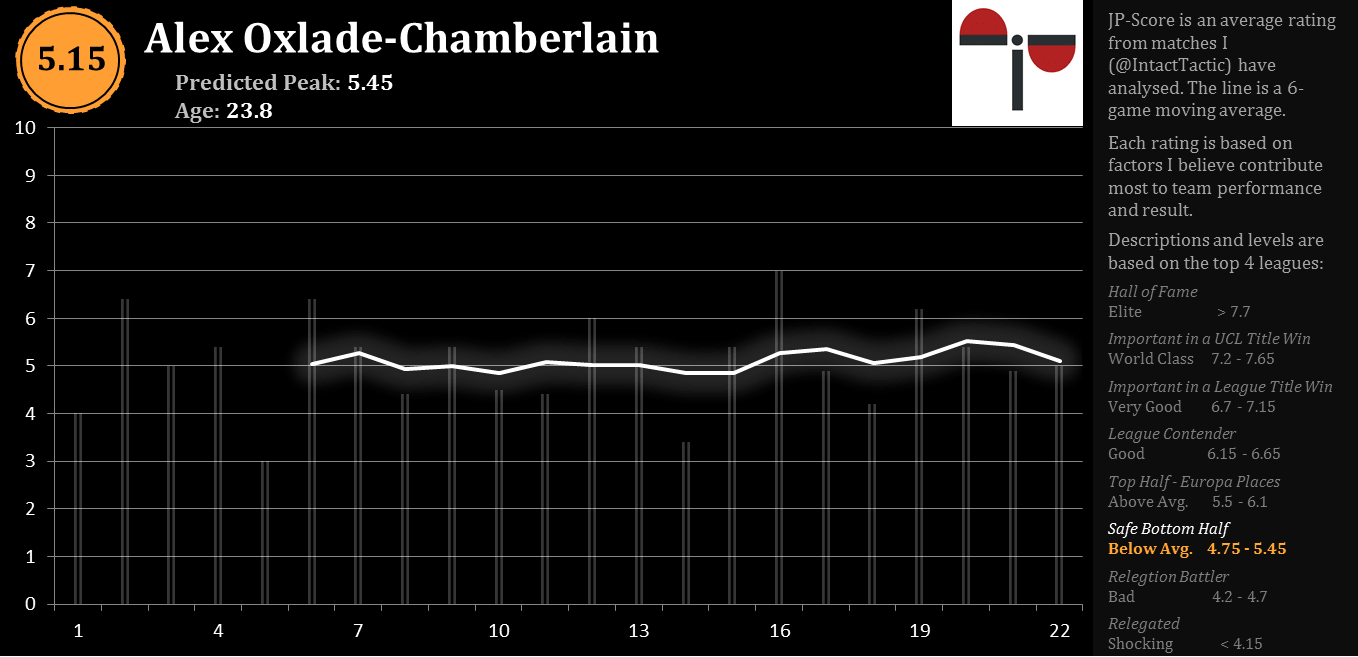 5.15
Alex Oxlade-Chamberlain
Predicted Peak: 5.45
Age: 23.8
10
9
8
7
6
5
4
3
2
1
0
1 4 7 10 13 16 19 22
JP-Score is an average rating
from matches I
(@IntactTactic) have
analysed. The line is a 6-
game moving average.
Each rating is based on
factors I believe contribute
most to team performance
and result.
Descriptions and levels are
based on the top 4 leagues:
Hall of Fame
Elite > 7.7
Important in a UCL Title Win
World Class 7.2 - 7.65
Important in a League Title Win
Very Good 6.7 - 7.15
League Contender
Good 6.15 - 6.65
Top Half - Europa Places
Above Avg. 5.5 - 6.1
Safe Bottom Half
Below Avg. 4.75 - 5.45
Relegtion Battler
Bad 4.2 - 4.7
Relegated
Shocking < 4.15